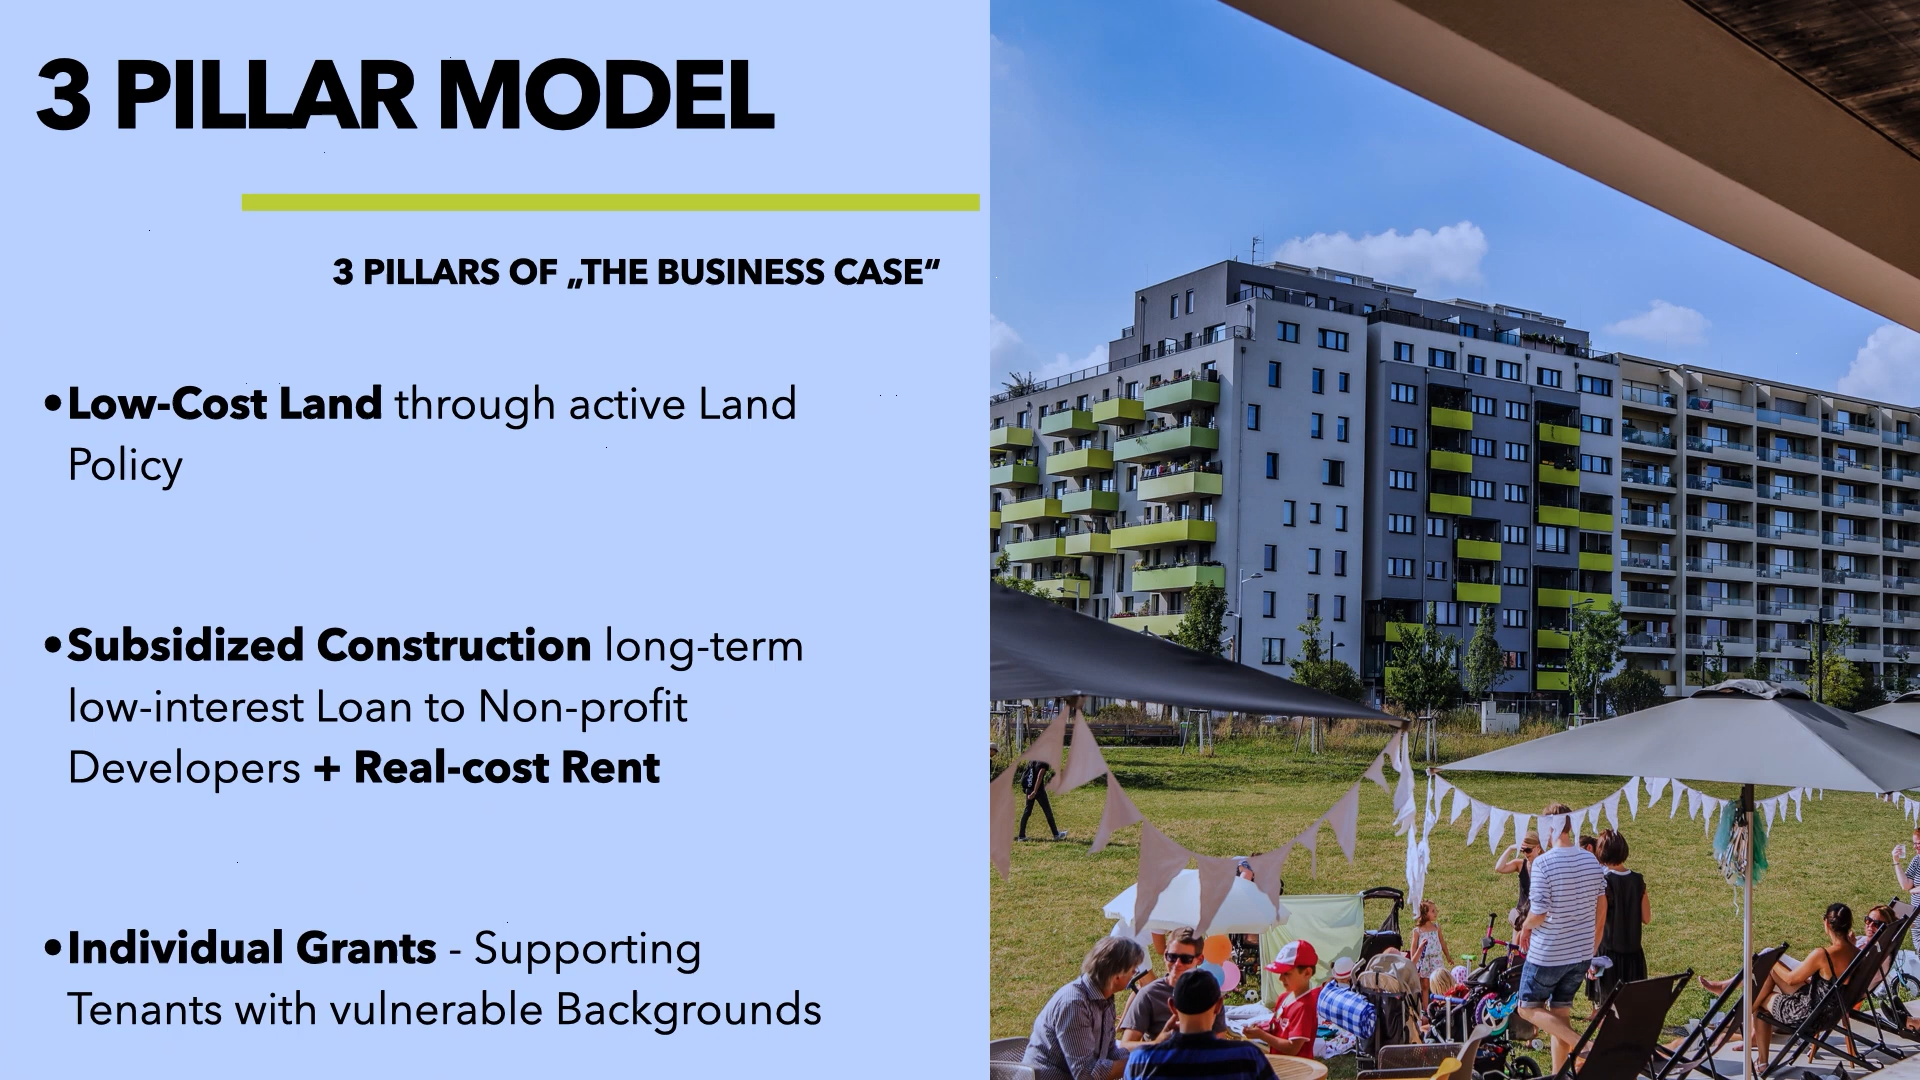 3 PILLAR MODEL
3 PILLARS OF „THE BUSINESS CASE“
•Low-Cost Land through active Land
Policy
•Subsidized Construction long-term
low-interest Loan to Non-profit
Developers + Real-cost Rent
•Individual Grants - Supporting
Tenants with vulnerable Backgrounds